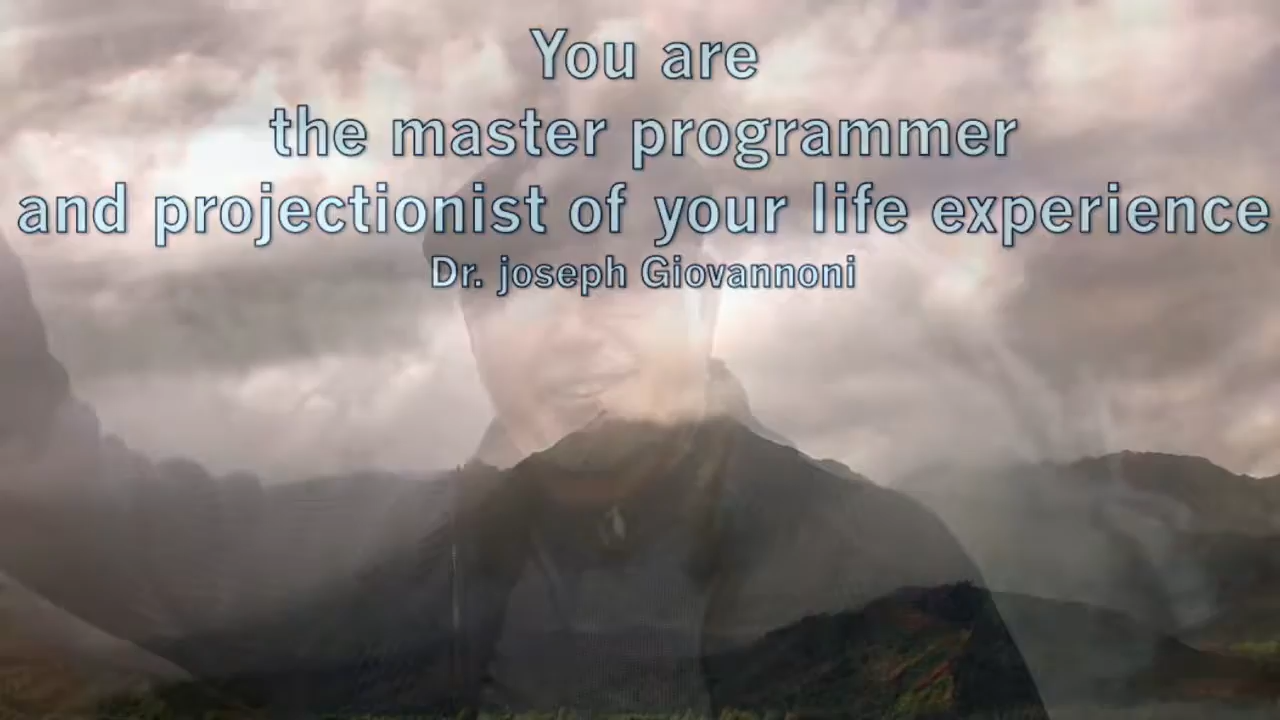 You are
the master programmer
and projectionist of your life experience
Dr. joseph Giovannoni